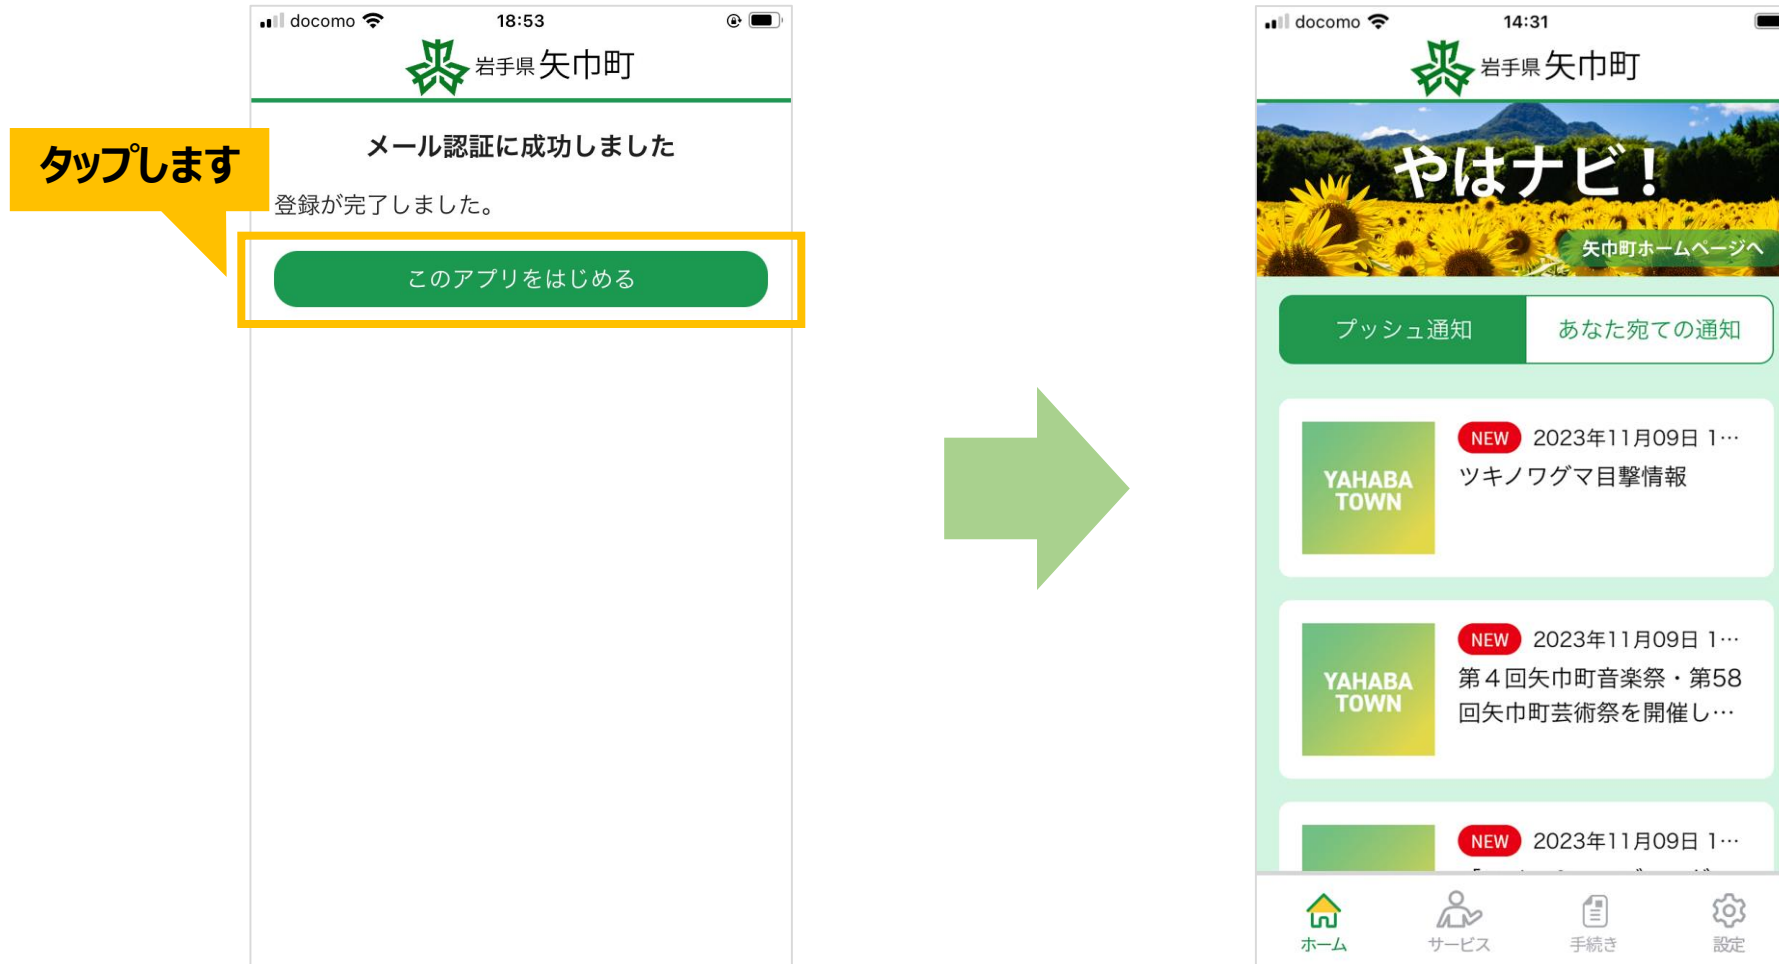 タップします
docomo 18:53
岩手県 矢巾町
メール認証に成功しました
登録が完了しました。
このアプリをはじめる
docomo 14:31
岩手県 矢巾町
やはナビ！
矢巾町ホームページへ
プッシュ通知 あなた宛ての通知
NEW 2023年11月09日 1…
ツキノワグマ目撃情報
YAHABA
TOWN
NEW 2023年11月09日 1…
第４回矢巾町音楽祭・第58
回矢巾町芸術祭を開催し…
YAHABA
TOWN
NEW 2023年11月09日 1…
ホーム サービス 手続き 設定